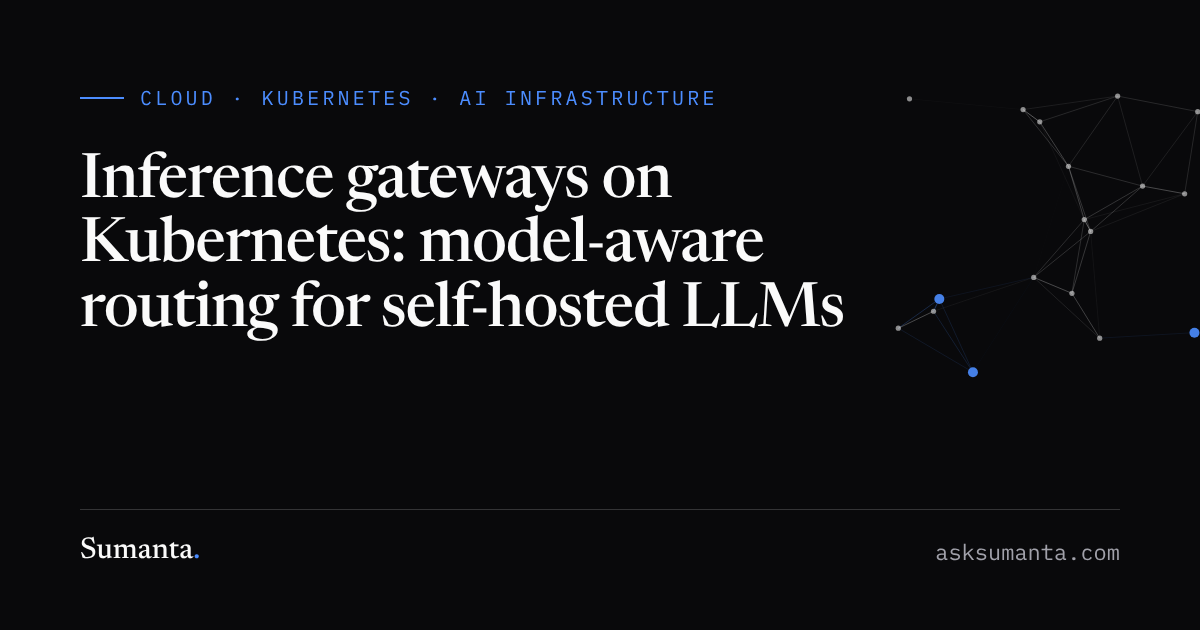 CLOUD · KUBERNETES · AI INFRASTRUCTURE
Inference gateways on
Kubernetes: model-aware
routing for self-hosted LLMs
Sumanta.
asksumanta.com